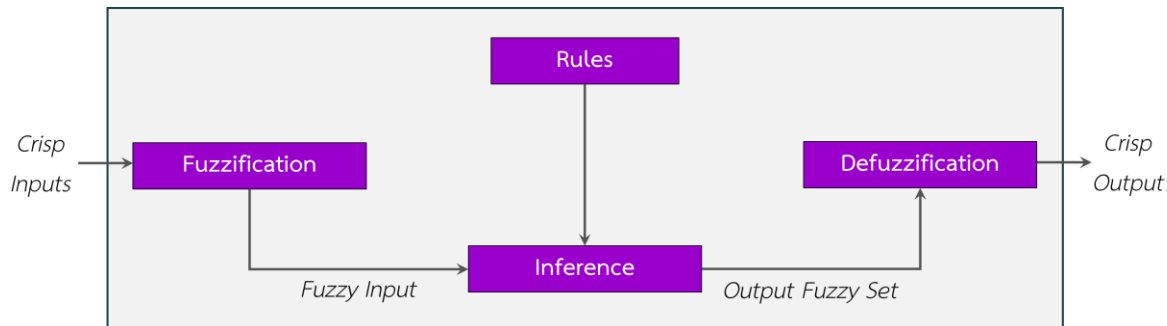 Rules
Crisp
Inputs
Fuzzification
Defuzzification
Crisp
Output
Inference
Fuzzy Input
Output Fuzzy Set